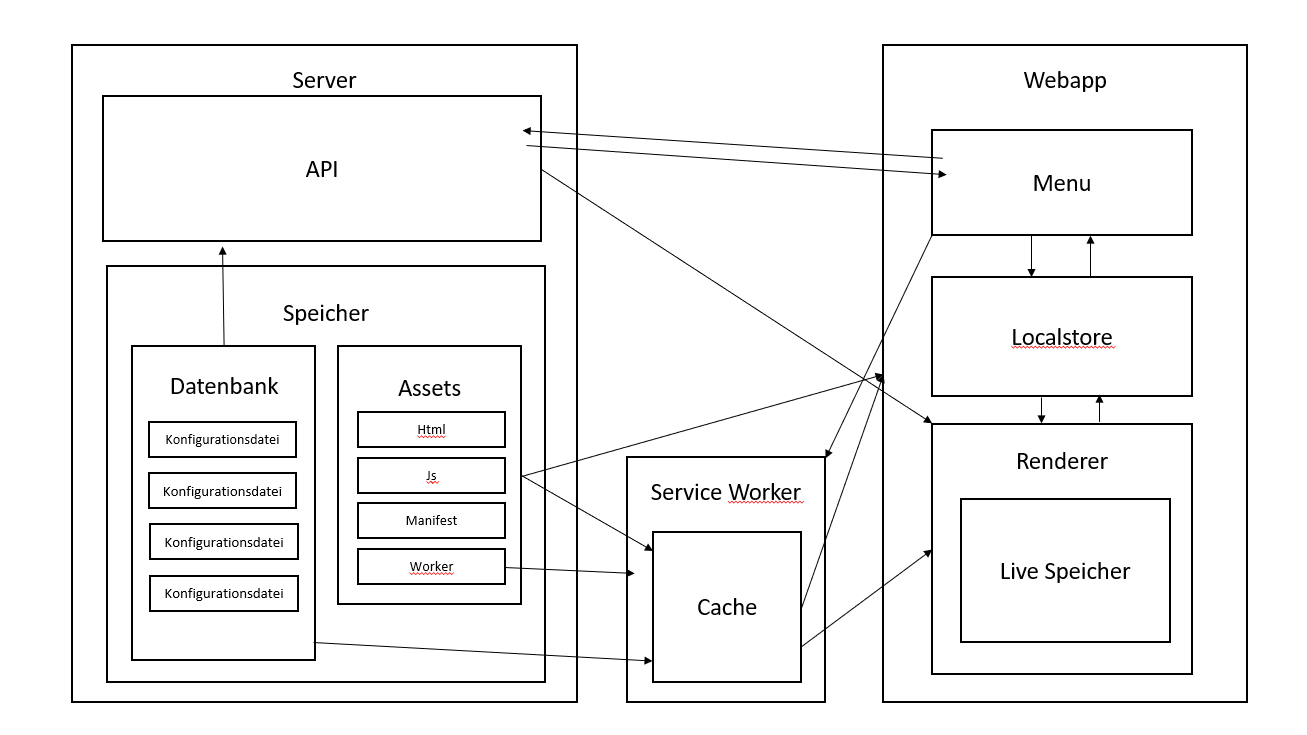 Server
API
Speicher
Datenbank
Konfigurationsdatei
Konfigurationsdatei
Konfigurationsdatei
Konfigurationsdatei
Assets
Html
Js
Manifest
Worker
Service Worker
Cache
Webapp
Menu
Localstore
Renderer
Live Speicher